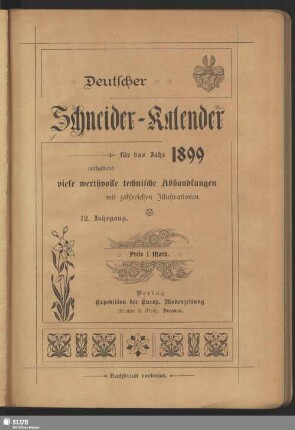 Deutscher
Schneider-Kalender
für das Jahr 1899
enthaltend
viele werthvolle technische Abhandlungen
mit zahlreichen Illustrationen.
12. Jahrgang.
Preis 1 Mark.
Verlag
Expedition der Europ. Modenzeitung
Dresden.
Nachdruck verboten.
SLUB
Wir führen Wissen.